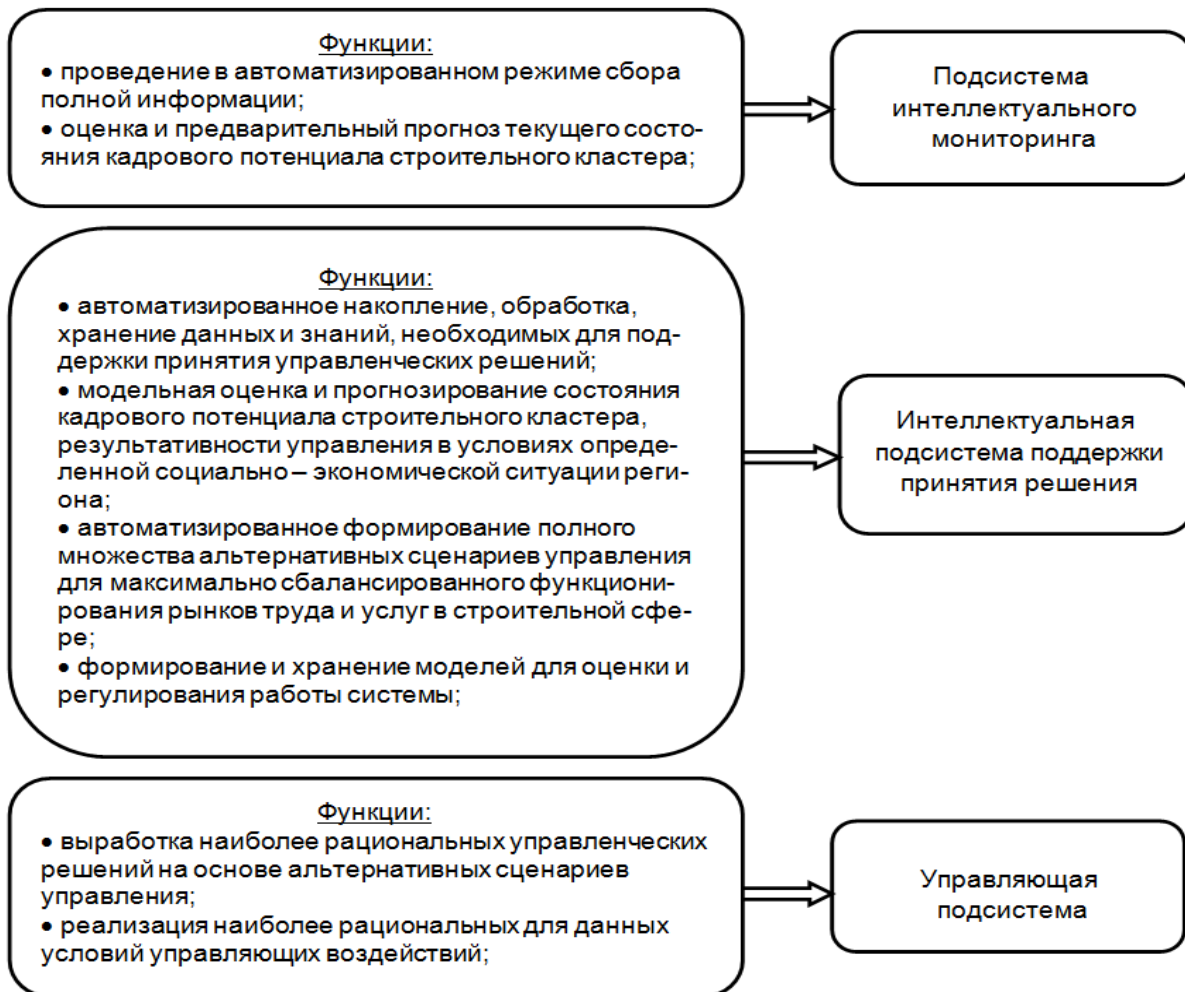 Функции:
• проведение в автоматизированном режиме сбора
полной информации;
• оценка и предварительный прогноз текущего состо-
яния кадрового потенциала строительного кластера;
Подсистема
интеллектуального
мониторинга
Функции:
• автоматизированное накопление, обработка,
хранение данных и знаний, необходимых для под-
держки принятия управленческих решений;
• модельная оценка и прогнозирование состояния
кадрового потенциала строительного кластера,
результативности управления в условиях опреде-
ленной социально – экономической ситуации реги-
она;
• автоматизированное формирование полного
множества альтернативных сценариев управления
для максимально сбалансированного функциони-
рования рынков труда и услуг в строительной сфе-
ре;
• формирование и хранение моделей для оценки и
регулирования работы системы;
Интеллектуальная
подсистема поддержки
принятия решения
Функции:
• выработка наиболее рациональных управленческих
решений на основе альтернативных сценариев
управления;
• реализация наиболее рациональных для данных
условий управляющих воздействий;
Управляющая
подсистема